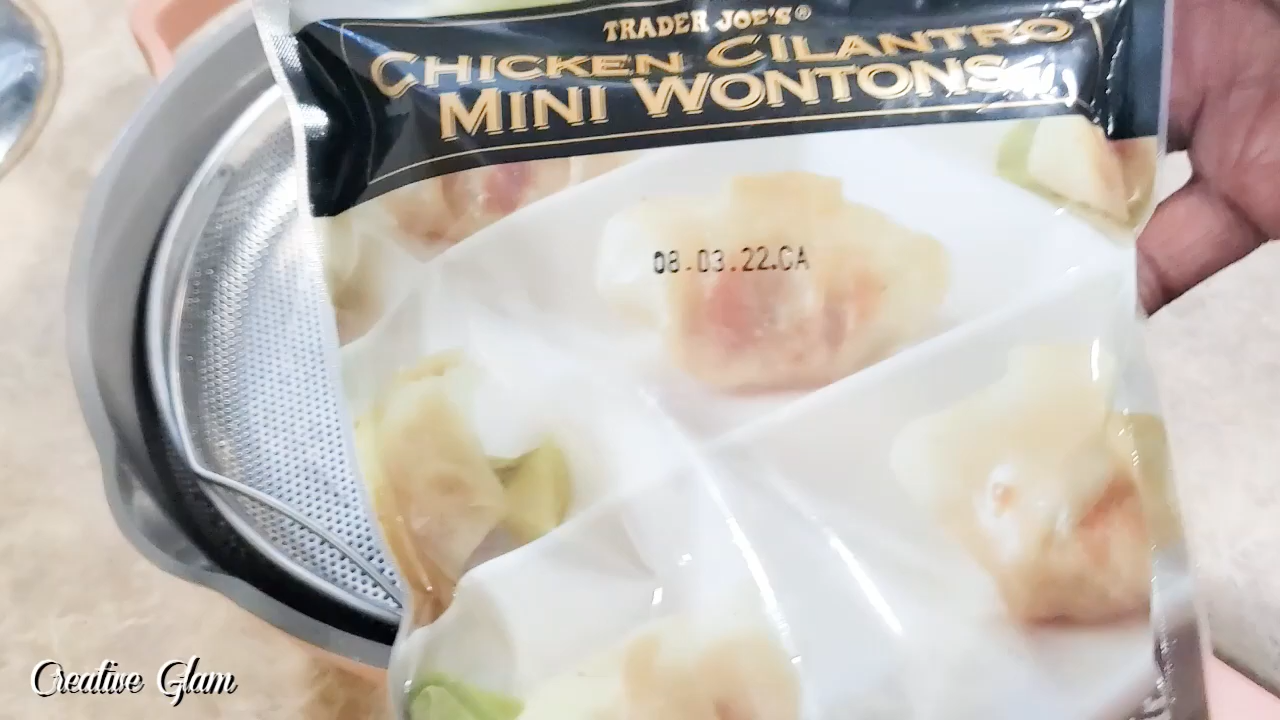 TRADER JOE'S®
CHICKEN CILANTRO
MINI WONTONS
08.03.22.CA
Creative Glam